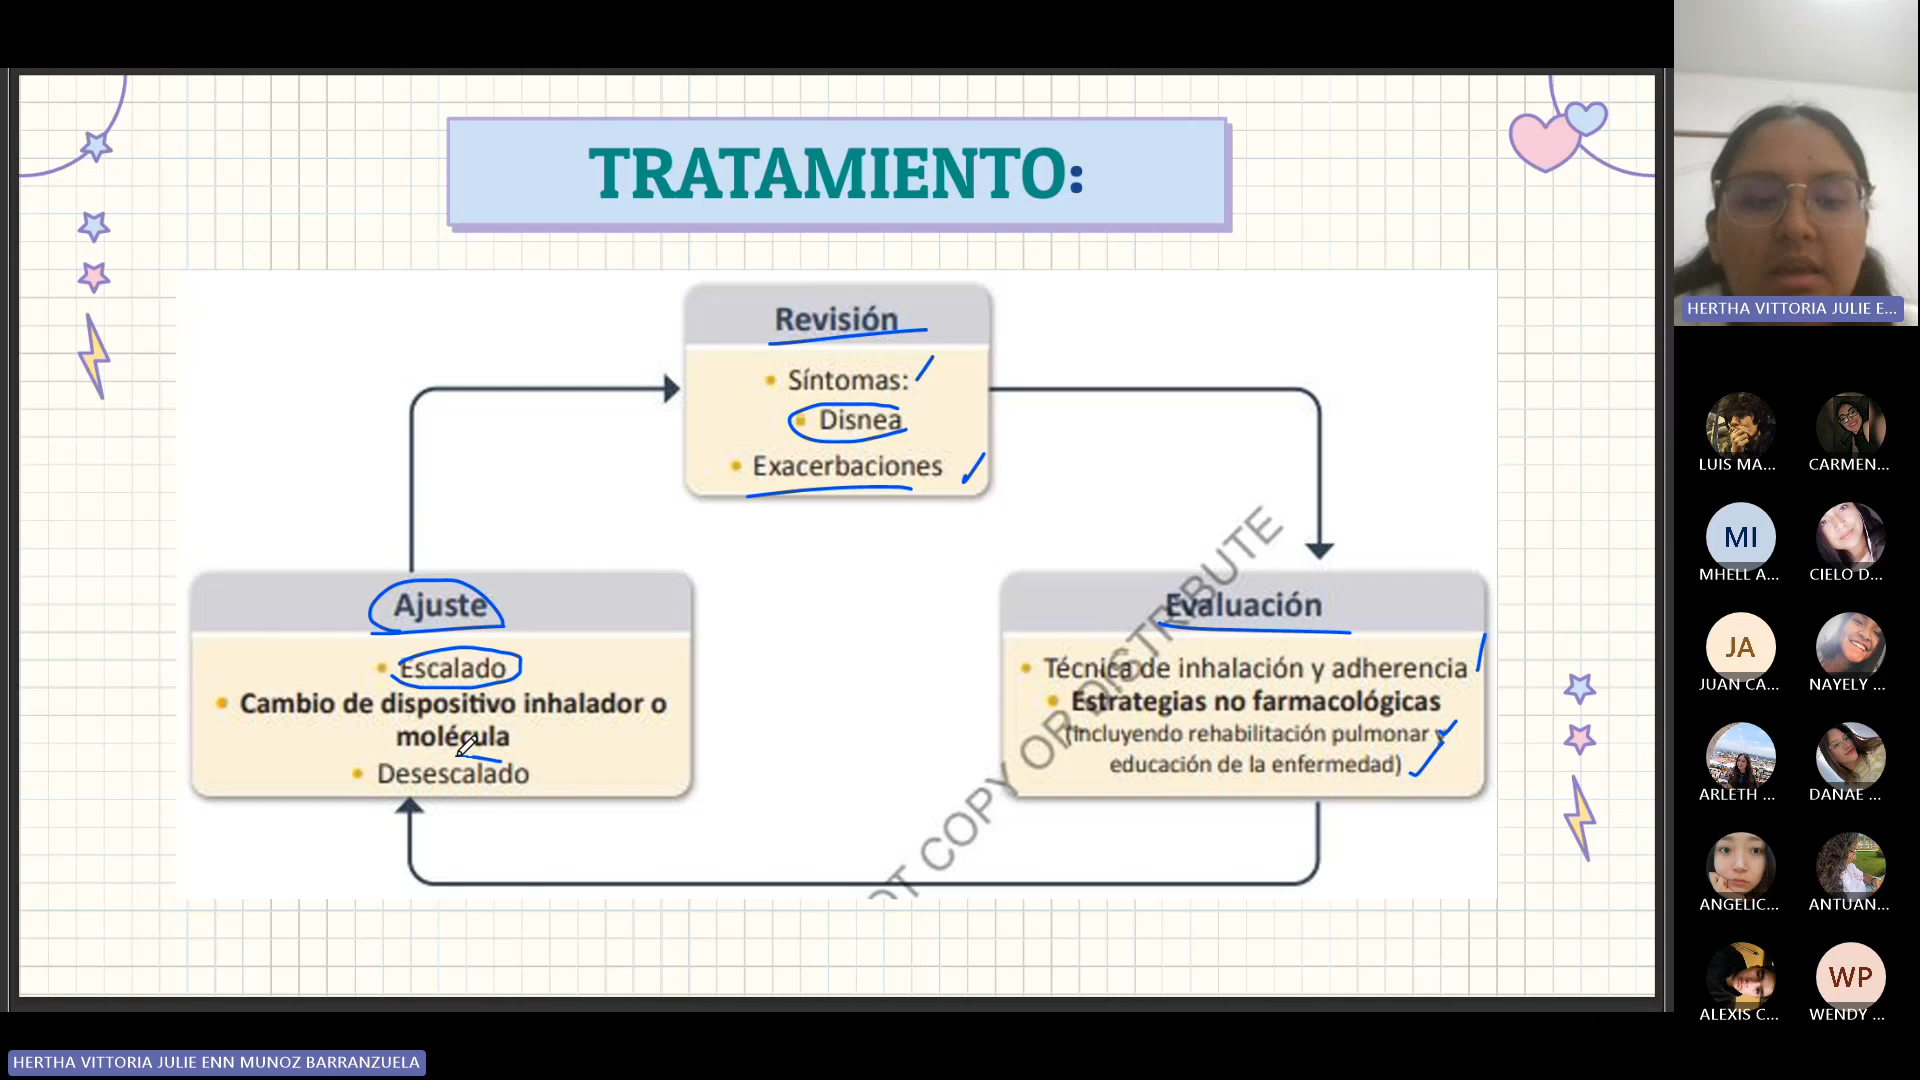 TRATAMIENTO:
Revisión
• Síntomas:
• Disnea
• Exacerbaciones
Ajuste
• Escalado
• Cambio de dispositivo inhalador o
molécula
• Desescalado
Evaluación
• Técnica de inhalación y adherencia
• Estrategias no farmacológicas
(Incluyendo rehabilitación pulmonar y
educación de la enfermedad)
OT COPY OR DISTRIBUTE
HERTHA VITTORIA JULIE E...
LUIS MA...
CARMEN...
MI
MHELL A...
CIELO D...
JA
JUAN CA...
NAYELY ...
ARLETH ...
DANAE ...
ANGELIC...
ANTUAN...
ALEXIS C...
WP
WENDY ...
HERTHA VITTORIA JULIE ENN MUNOZ BARRANZUELA